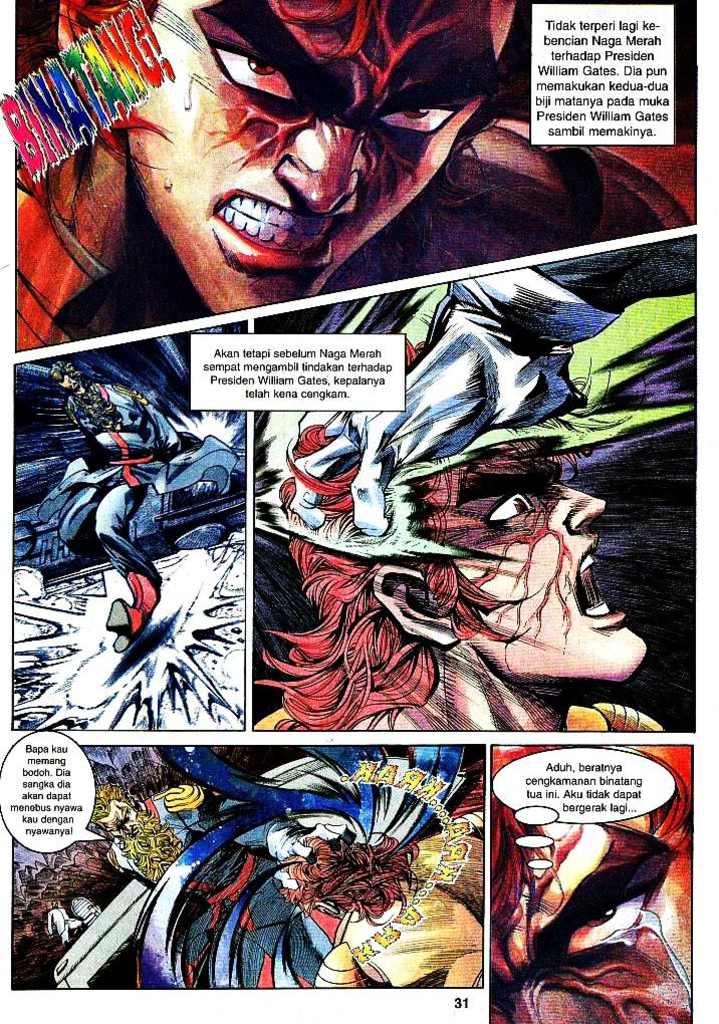 BINATANG!
Tidak terperi lagi ke-
bencian Naga Merah
terhadap Presiden
William Gates. Dia pun
memakukan kedua-dua
biji matanya pada muka
Presiden William Gates
sambil memakinya.
Akan tetapi sebelum Naga Merah
sempat mengambil tindakan terhadap
Presiden William Gates, kepalanya
telah kena cengkam.
Bapa kau
memang
bodoh. Dia
sangka dia
akan dapat
menebus nyawa
kau dengan
nyawanya!
Aduh, beratnya
cengkamanan binatang
tua ini. Aku tidak dapat
bergerak lagi...
31